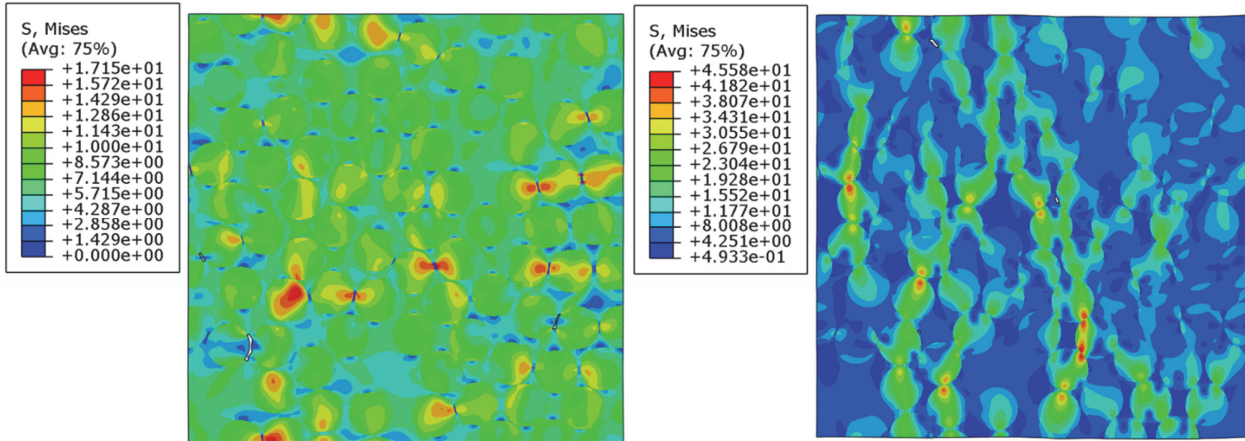 S, Mises
(Avg: 75%)
+1.715e+01
+1.572e+01
+1.429e+01
+1.286e+01
+1.143e+01
+1.000e+01
+8.573e+00
+7.144e+00
+5.715e+00
+4.287e+00
+2.858e+00
+1.429e+00
+0.000e+00
S, Mises
(Avg: 75%)
+4.558e+01
+4.182e+01
+3.807e+01
+3.431e+01
+3.055e+01
+2.679e+01
+2.304e+01
+1.928e+01
+1.552e+01
+1.177e+01
+8.008e+00
+4.251e+00
+4.933e-01